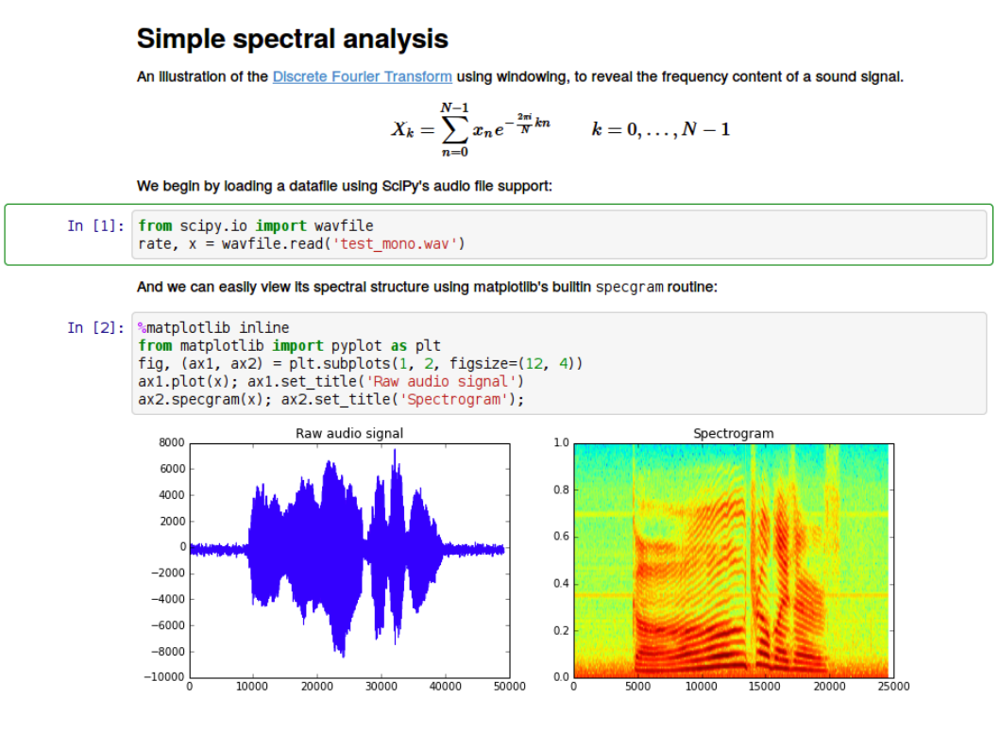 Simple spectral analysis
An illustration of the Discrete Fourier Transform using windowing, to reveal the frequency content of a sound signal.
X_k = \sum_{n=0}^{N-1} x_n e^{-\frac{2\pi i}{N} kn}    k = 0, . . . , N − 1
We begin by loading a datafile using SciPy's audio file support:
In [1]: from scipy.io import wavfile
rate, x = wavfile.read('test_mono.wav')
And we can easily view its spectral structure using matplotlib's builtin specgram routine:
In [2]: %matplotlib inline
from matplotlib import pyplot as plt
fig, (ax1, ax2) = plt.subplots(1, 2, figsize=(12, 4))
ax1.plot(x); ax1.set_title('Raw audio signal')
ax2.specgram(x); ax2.set_title('Spectrogram');
Raw audio signal
8000
6000
4000
2000
0
−2000
−4000
−6000
−8000
−10000
0 10000 20000 30000 40000 50000
Spectrogram
1.0
0.8
0.6
0.4
0.2
0.0
0 5000 10000 15000 20000 25000